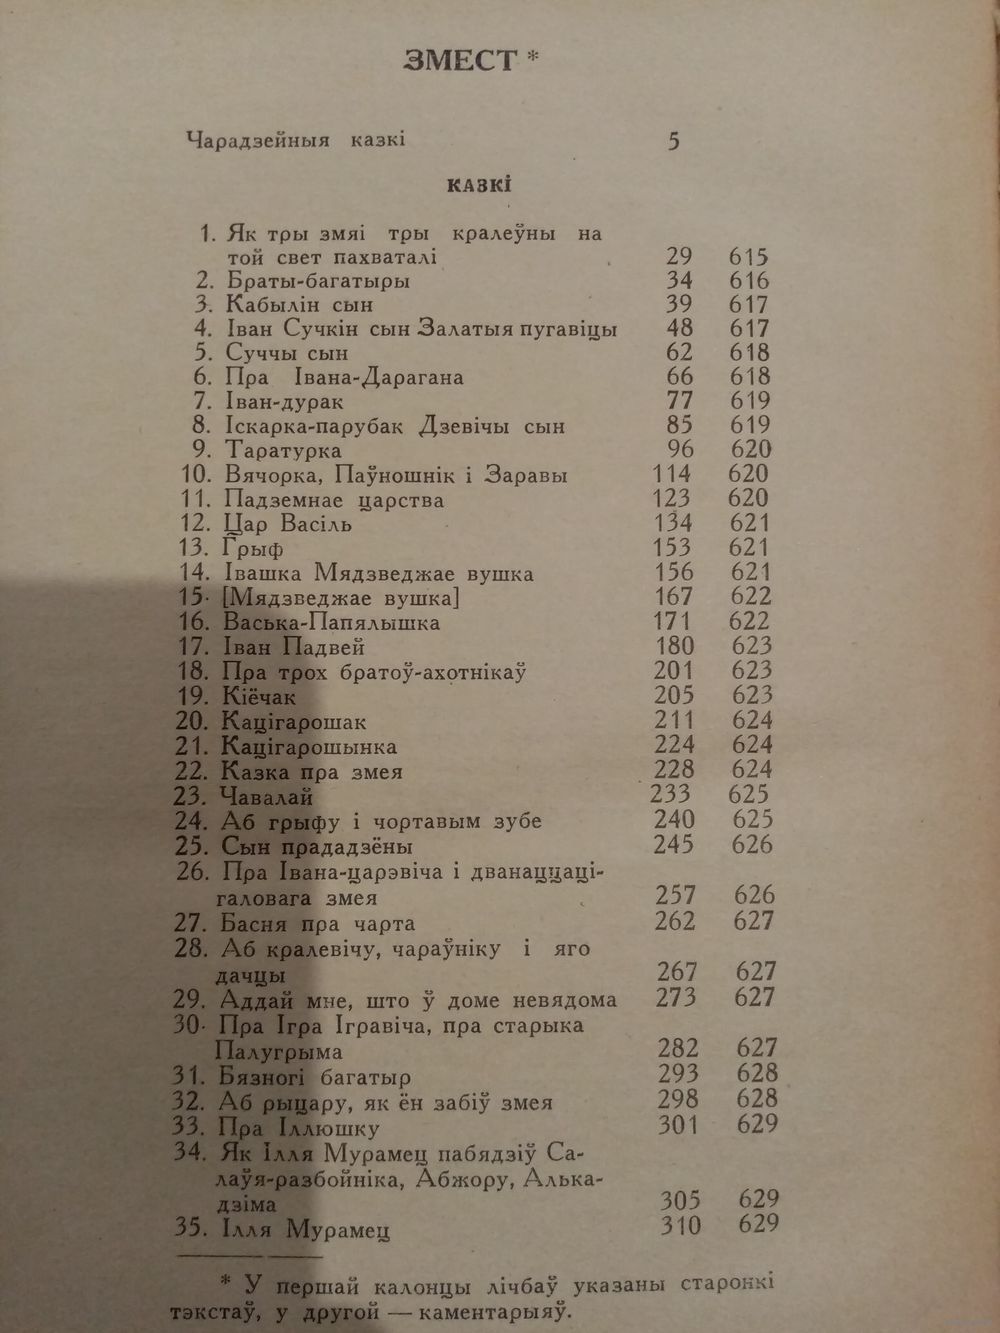 ЗМЕСТ *
Чарадзейныя казкі 5
КАЗКІ
1. Як тры змяі тры кралеўны на
той свет пахваталі 29 615
2. Браты-багатыры 34 616
3. Кабылін сын 39 617
4. Іван Сучкін сын Залатыя пугавіцы 48 617
5. Суччы сын 62 618
6. Пра Івана-Дарагана 66 618
7. Іван-дурак 77 619
8. Іскарка-парубак Дзевічы сын 85 619
9. Таратурка 96 620
10. Вячорка, Паўношнік і Заравы 114 620
11. Падземнае царства 123 620
12. Цар Васіль 134 621
13. Грыф 153 621
14. Івашка Мядзведжае вушка 156 621
15. [Мядзведжае вушка] 167 622
16. Васька-Папялышка 171 622
17. Іван Падвей 180 623
18. Пра трох братоў-ахотнікаў 201 623
19. Кіёчак 205 623
20. Кацігарошак 211 624
21. Кацігарошынка 224 624
22. Казка пра змея 228 624
23. Чавалай 233 625
24. Аб грыфу і чортавым зубе 240 625
25. Сын прададзёны 245 626
26. Пра Івана-царэвіча і дванаццаці-
галовага змея 257 626
27. Басня пра чарта 262 627
28. Аб кралевічу, чараўніку і яго
дачцы 267 627
29. Аддай мне, што ў доме невядома 273 627
30. Пра Ігра Ігравіча, пра старыка
Палугрыма 282 627
31. Бязногі багатыр 293 628
32. Аб рыцару, як ён забіў змея 298 628
33. Пра Іллюшку 301 629
34. Як Ілля Мурамец пабядзіў Са-
лаўя-разбойніка, Абжору, Алька-
дзіма 305 629
35. Ілля Мурамец 310 629
* У першай калонцы лічбаў указаны старонкі
тэкстаў, у другой — каментарыяў.